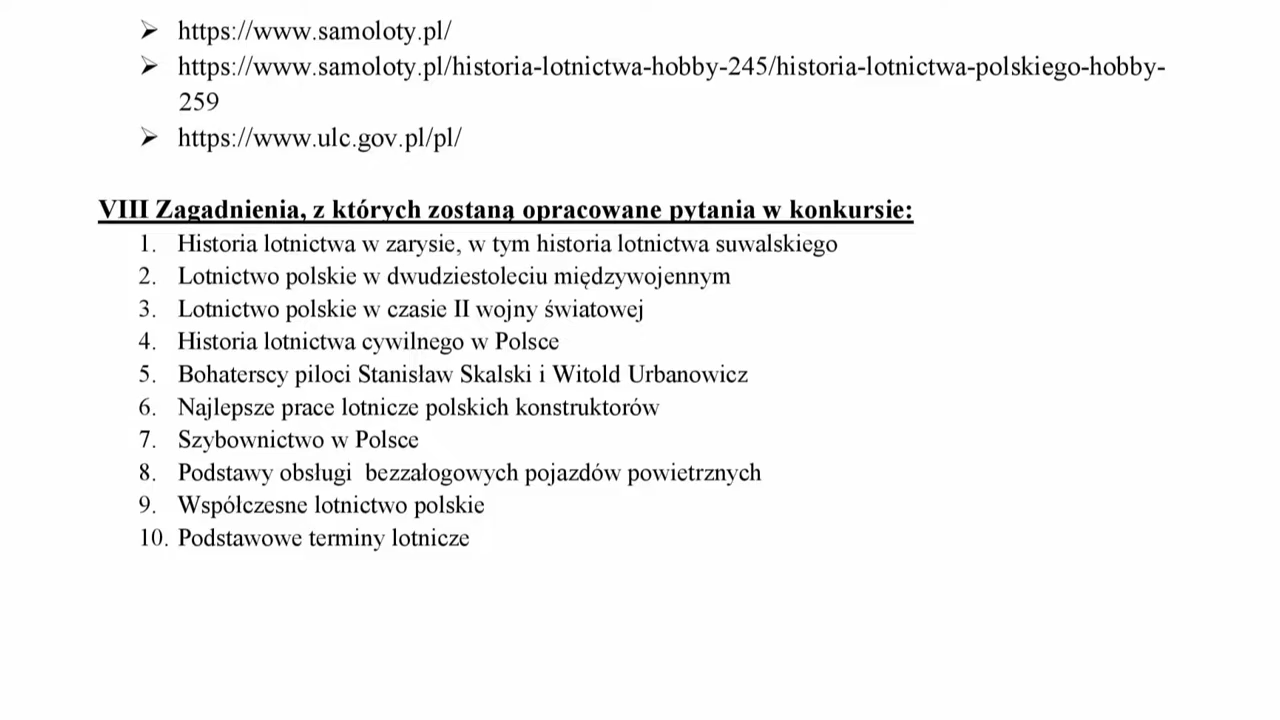 ➢ https://www.samoloty.pl/
➢ https://www.samoloty.pl/historia-lotnictwa-hobby-245/historia-lotnictwa-polskiego-hobby-
259
➢ https://www.ulc.gov.pl/pl/
VIII Zagadnienia, z których zostaną opracowane pytania w konkursie:
1. Historia lotnictwa w zarysie, w tym historia lotnictwa suwalskiego
2. Lotnictwo polskie w dwudziestoleciu międzywojennym
3. Lotnictwo polskie w czasie II wojny światowej
4. Historia lotnictwa cywilnego w Polsce
5. Bohaterscy piloci Stanisław Skalski i Witold Urbanowicz
6. Najlepsze prace lotnicze polskich konstruktorów
7. Szybownictwo w Polsce
8. Podstawy obsługi  bezzałogowych pojazdów powietrznych
9. Współczesne lotnictwo polskie
10. Podstawowe terminy lotnicze